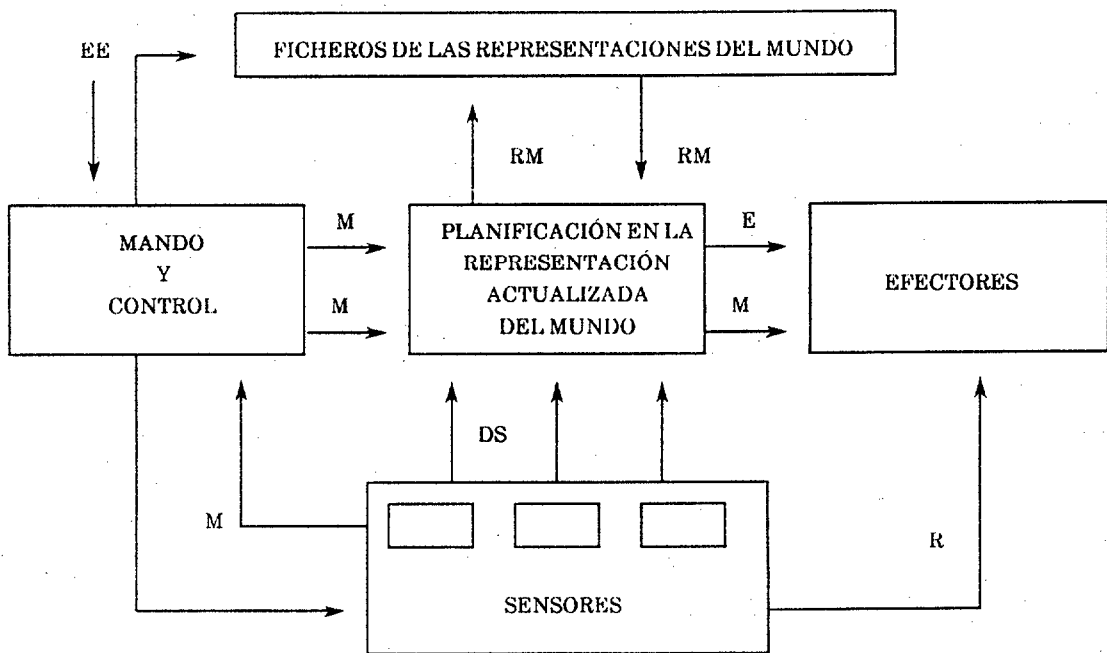 EE
FICHEROS DE LAS REPRESENTACIONES DEL MUNDO
RM
RM
MANDO
Y
CONTROL
M
M
PLANIFICACIÓN EN LA
REPRESENTACIÓN
ACTUALIZADA
DEL MUNDO
E
M
EFECTORES
DS
M
R
SENSORES